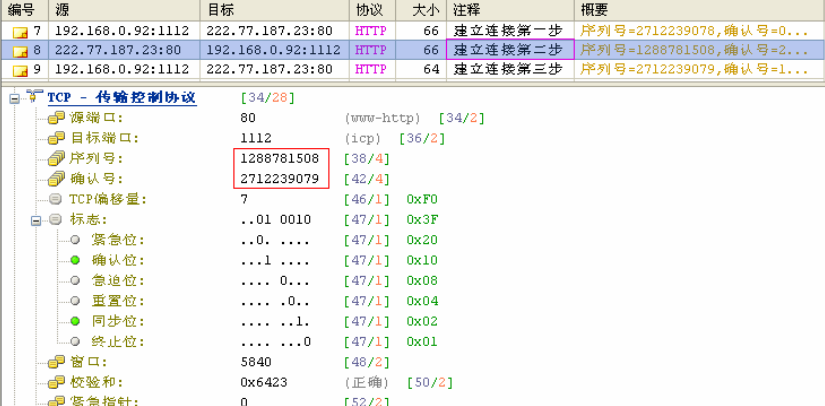 编号 源 目标 协议 大小 注释 概要
7 192.168.0.92:1112 222.77.187.23:80 HTTP 66 建立连接第一步 序列号=2712239078,确认号=0...
8 222.77.187.23:80 192.168.0.92:1112 HTTP 66 建立连接第二步 序列号=1288781508,确认号=2...
9 192.168.0.92:1112 222.77.187.23:80 HTTP 64 建立连接第三步 序列号=2712239079,确认号=1...
TCP - 传输控制协议 [34/28]
源端口: 80 (www-http) [34/2]
目标端口: 1112 (icp) [36/2]
序列号: 1288781508 [38/4]
确认号: 2712239079 [42/4]
TCP偏移量: 7 [46/1] 0xF0
标志: ..01 0010 [47/1] 0x3F
紧急位: ..0. .... [47/1] 0x20
确认位: ...1 .... [47/1] 0x10
急迫位: .... 0... [47/1] 0x08
重置位: .... .0.. [47/1] 0x04
同步位: .... ..1. [47/1] 0x02
终止位: .... ...0 [47/1] 0x01
窗口: 5840 [48/2]
校验和: 0x6423 (正确) [50/2]
紧急指针: 0 [52/2]